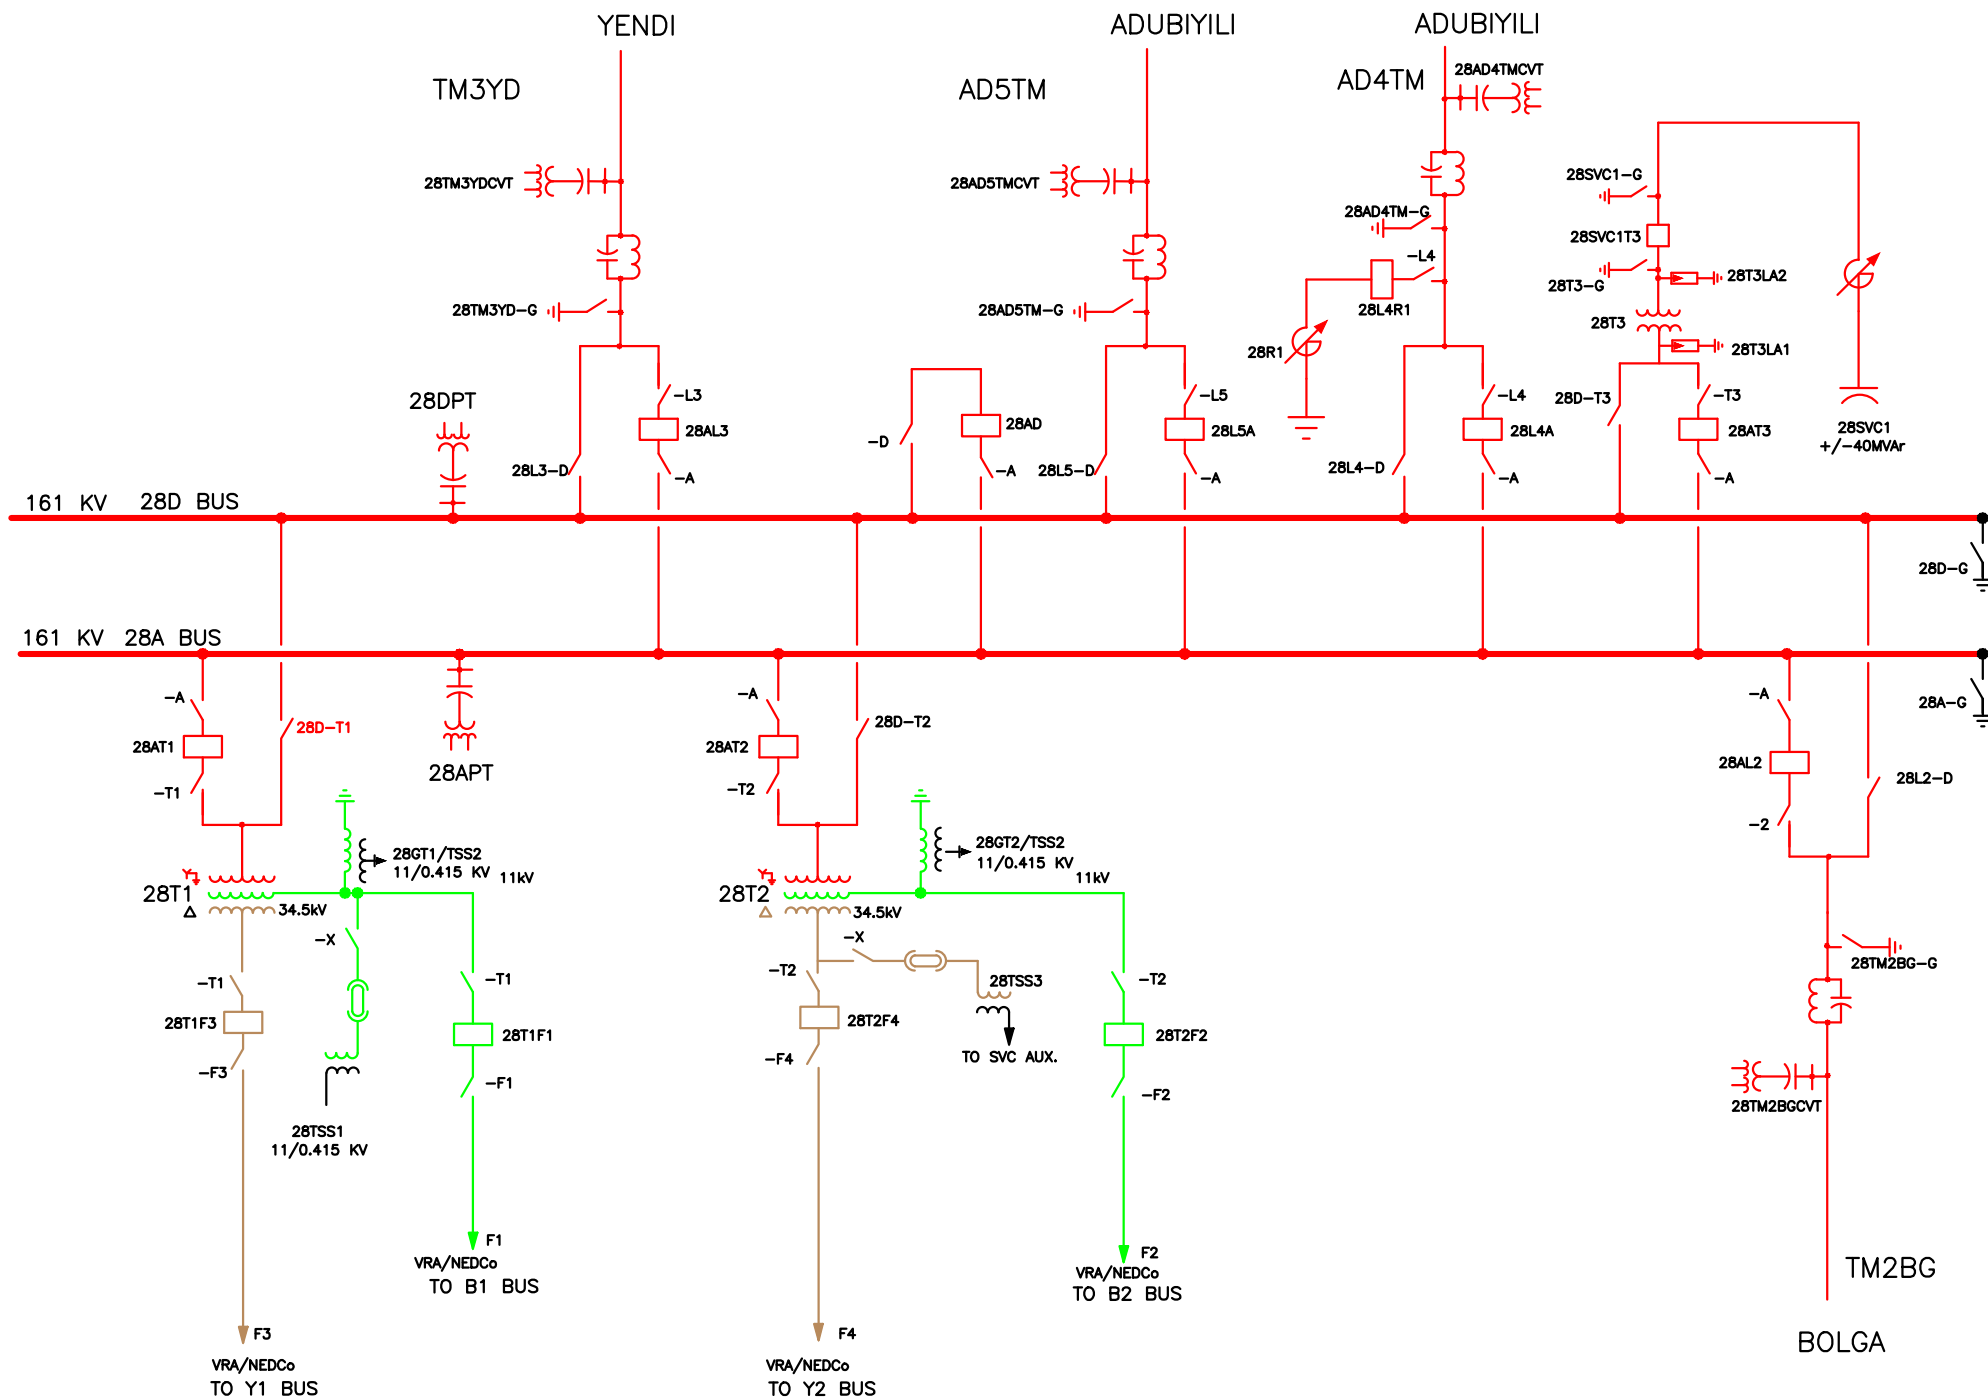 YENDI
ADUBIYILI
ADUBIYILI
TM3YD
AD5TM
AD4TM
28AD4TMCVT
28TM3YDCVT
28AD5TMCVT
28SVC1-G
28AD4TM-G
28SVC1T3
-L4
28T3-G
28T3LA2
28TM3YD-G
28AD5TM-G
28L4R1
28T3
28R1
28T3LA1
28DPT
-L3
-L5
-L4
28D-T3
-T3
28AL3
-D
28AD
28L5A
28L4A
28AT3
28SVC1
+/-40MVAr
28L3-D
-A
-A
28L5-D
-A
28L4-D
-A
-A
161 KV
28D BUS
28D-G
161 KV
28A BUS
-A
-A
-A
28A-G
28D-T1
28D-T2
28AT1
28AT2
28AL2
28APT
28L2-D
-T1
-T2
-2
28GT1/TSS2
11/0.415 KV
11kV
28GT2/TSS2
11/0.415 KV
11kV
Y
Y
28T1
28T2
Δ
34.5kV
Δ
34.5kV
-X
-X
28TM2BG-G
-T1
-T1
-T2
28TSS3
-T2
28T1F3
28T1F1
28T2F4
28T2F2
TO SVC AUX.
-F3
-F1
-F4
-F2
28TM2BGCVT
28TSS1
11/0.415 KV
F1
VRA/NEDCo
TO B1 BUS
F2
VRA/NEDCo
TO B2 BUS
TM2BG
F3
VRA/NEDCo
TO Y1 BUS
F4
VRA/NEDCo
TO Y2 BUS
BOLGA